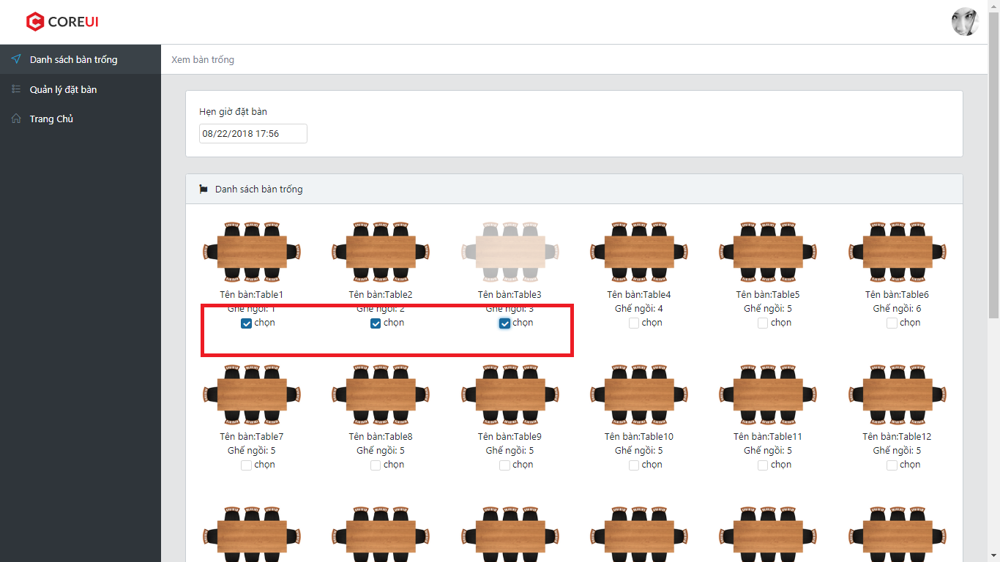 COREUI
Danh sách bàn trống
Quản lý đặt bàn
Trang Chủ
Xem bàn trống
Hẹn giờ đặt bàn
08/22/2018 17:56
Danh sách bàn trống
Tên bàn:Table1 Tên bàn:Table2 Tên bàn:Table3 Tên bàn:Table4 Tên bàn:Table5 Tên bàn:Table6
Ghế ngồi: 1 Ghế ngồi: 2 Ghế ngồi: 3 Ghế ngồi: 4 Ghế ngồi: 5 Ghế ngồi: 6
chọn chọn chọn chọn chọn chọn
Tên bàn:Table7 Tên bàn:Table8 Tên bàn:Table9 Tên bàn:Table10 Tên bàn:Table11 Tên bàn:Table12
Ghế ngồi: 5 Ghế ngồi: 5 Ghế ngồi: 5 Ghế ngồi: 5 Ghế ngồi: 5 Ghế ngồi: 5
chọn chọn chọn chọn chọn chọn